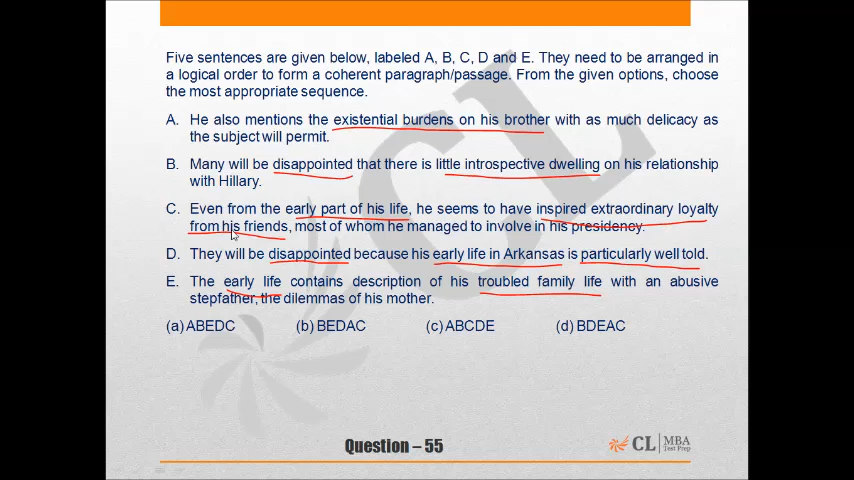 Five sentences are given below, labeled A, B, C, D and E. They need to be arranged in
a logical order to form a coherent paragraph/passage. From the given options, choose
the most appropriate sequence.
A. He also mentions the existential burdens on his brother with as much delicacy as
the subject will permit.
B. Many will be disappointed that there is little introspective dwelling on his relationship
with Hillary.
C. Even from the early part of his life, he seems to have inspired extraordinary loyalty
from his friends, most of whom he managed to involve in his presidency.
D. They will be disappointed because his early life in Arkansas is particularly well told.
E. The early life contains description of his troubled family life with an abusive
stepfather, the dilemmas of his mother.
(a) ABEDC (b) BEDAC (c) ABCDE (d) BDEAC
Question – 55
CL MBA
Test Prep
CL